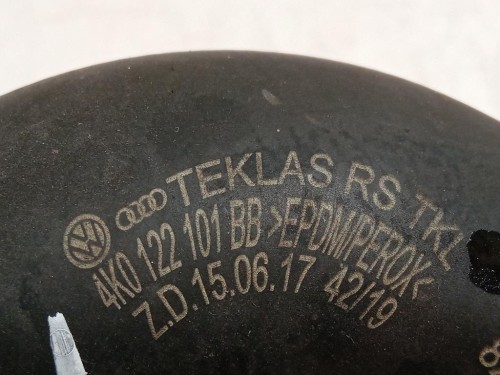 TEKLAS RS TKL
4K0 122 101 BB >EPDM/PEROX<
Z.D.15.06.17 42/19